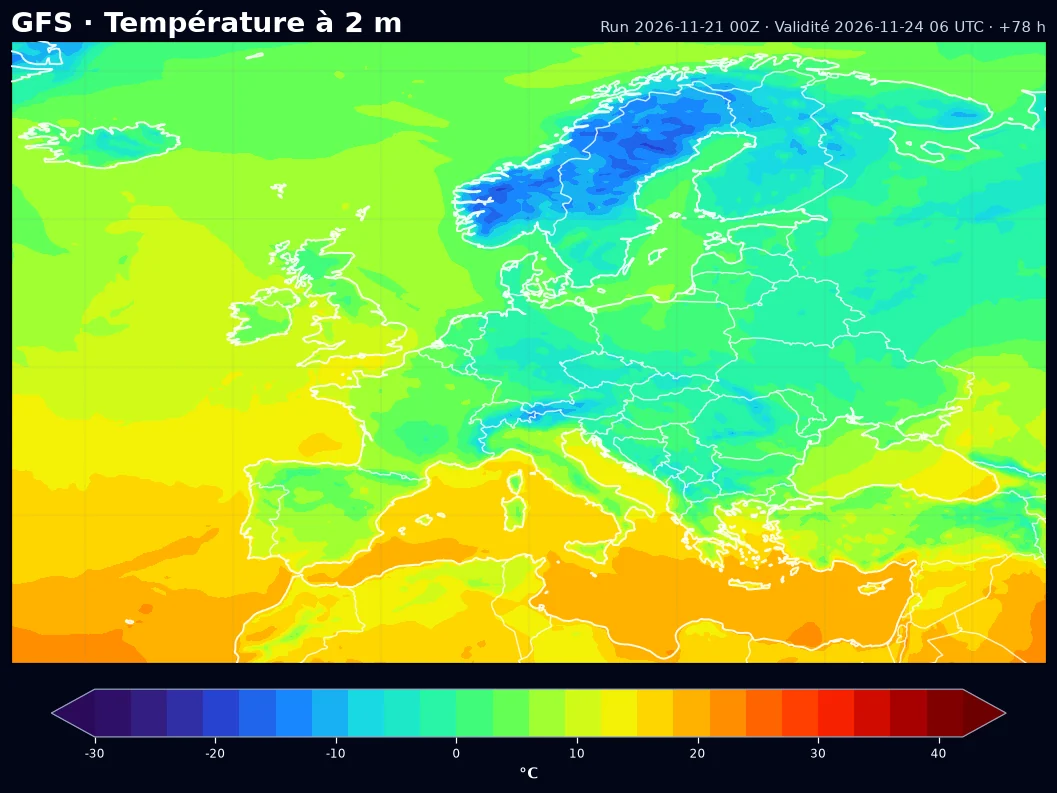 GFS · Température à 2 m
Run 2026-11-21 00Z · Validité 2026-11-24 06 UTC · +78 h
-30 -20 -10 0 10 20 30 40
°C